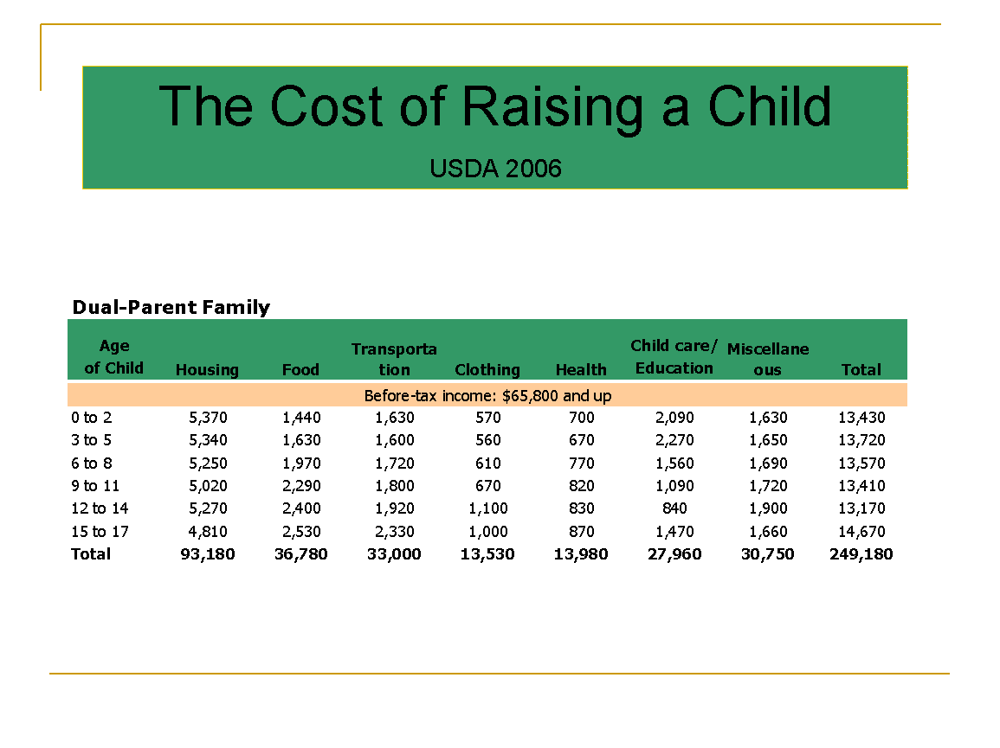 The Cost of Raising a Child
USDA 2006
Dual-Parent Family
Age of Child Housing Food Transporta tion Clothing Health Child care/ Education Miscellane ous Total
Before-tax income: $65,800 and up
0 to 2 5,370 1,440 1,630 570 700 2,090 1,630 13,430
3 to 5 5,340 1,630 1,600 560 670 2,270 1,650 13,720
6 to 8 5,250 1,970 1,720 610 770 1,560 1,690 13,570
9 to 11 5,020 2,290 1,800 670 820 1,090 1,720 13,410
12 to 14 5,270 2,400 1,920 1,100 830 840 1,900 13,170
15 to 17 4,810 2,530 2,330 1,000 870 1,470 1,660 14,670
Total 93,180 36,780 33,000 13,530 13,980 27,960 30,750 249,180